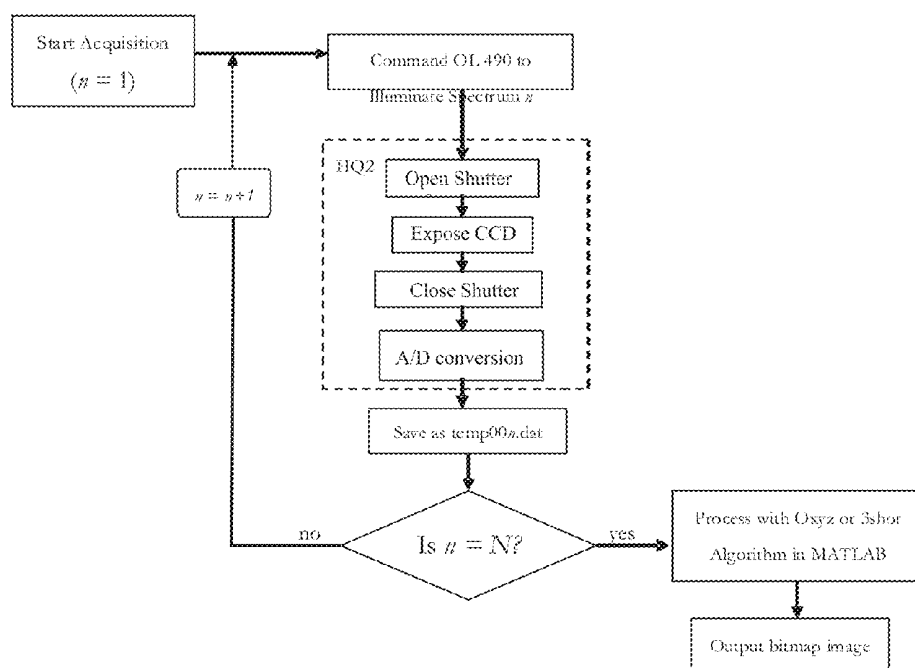 Start Acquisition
(n = 1)
Command OL 490 to
Illuminate Spectrum n
HQ2
Open Shutter
n = n+1
Expose CCD
Close Shutter
A/D conversion
Save as temp00n.dat
no
Is n = N?
yes
Process with Oxyz or 3shot
Algorithm in MATLAB
Output bitmap image